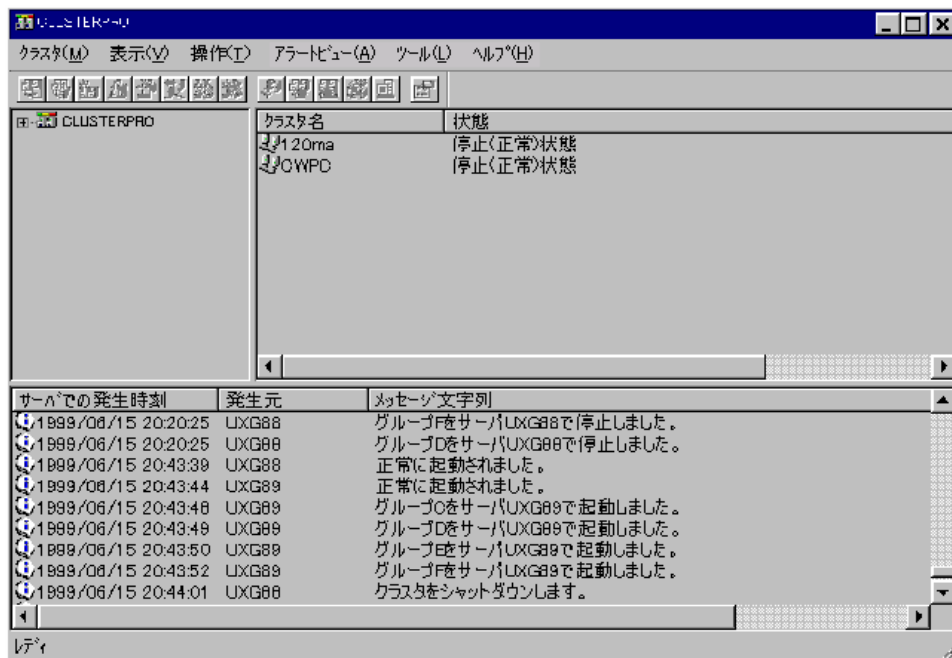 CLUSTERPRO
クラスタ(M) 表示(V) 操作(T) アラートビュー(A) ツール(L) ヘルプ(H)
CLUSTERPRO
クラスタ名 状態
120ma 停止(正常)状態
GWPC 停止(正常)状態
サーバでの発生時刻 発生元 メッセージ文字列
1999/06/15 20:20:25 UXG88 グループFをサーバUXG88で停止しました。
1999/06/15 20:20:25 UXG88 グループDをサーバUXG88で停止しました。
1999/06/15 20:43:39 UXG88 正常に起動されました。
1999/06/15 20:43:44 UXG89 正常に起動されました。
1999/06/15 20:43:48 UXG89 グループCをサーバUXG89で起動しました。
1999/06/15 20:43:49 UXG89 グループDをサーバUXG89で起動しました。
1999/06/15 20:43:50 UXG89 グループEをサーバUXG89で起動しました。
1999/06/15 20:43:52 UXG89 グループFをサーバUXG89で起動しました。
1999/06/15 20:44:01 UXG88 クラスタをシャットダウンします。
レディ